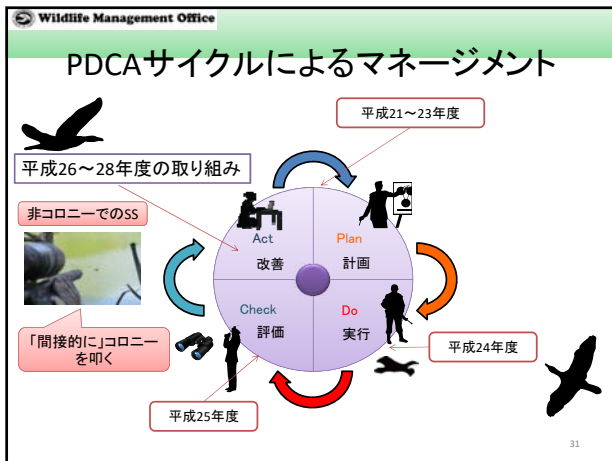 Wildlife Management Office
PDCAサイクルによるマネージメント
平成21～23年度
平成26～28年度の取り組み
非コロニーでのSS
Act
改善
Plan
計画
Check
評価
Do
実行
「間接的に」コロニー
を叩く
平成24年度
平成25年度
31